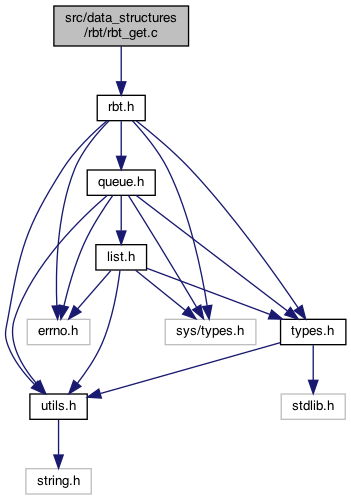 src/data_structures
/rbt/rbt_get.c
rbt.h
queue.h
list.h
errno.h
sys/types.h
types.h
utils.h
stdlib.h
string.h